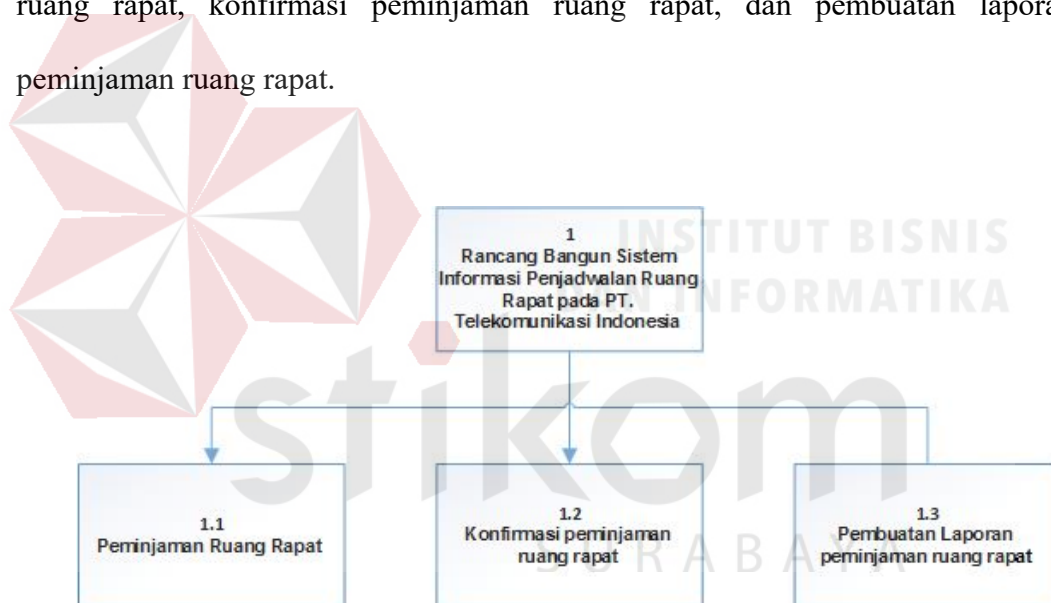 ruang rapat, konfirmasi peminjaman ruang rapat, dan pembuatan lapora
peminjaman ruang rapat.
INSTITUT BISNIS
DAN INFORMATIKA
stikom
SURABAYA
1
Rancang Bangun Sistem
Informasi Penjadwalan Ruang
Rapat pada PT.
Telekomunikasi Indonesia
1.1
Peminjaman Ruang Rapat
1.2
Konfirmasi peminjaman
ruang rapat
1.3
Pembuatan Laporan
peminjaman ruang rapat